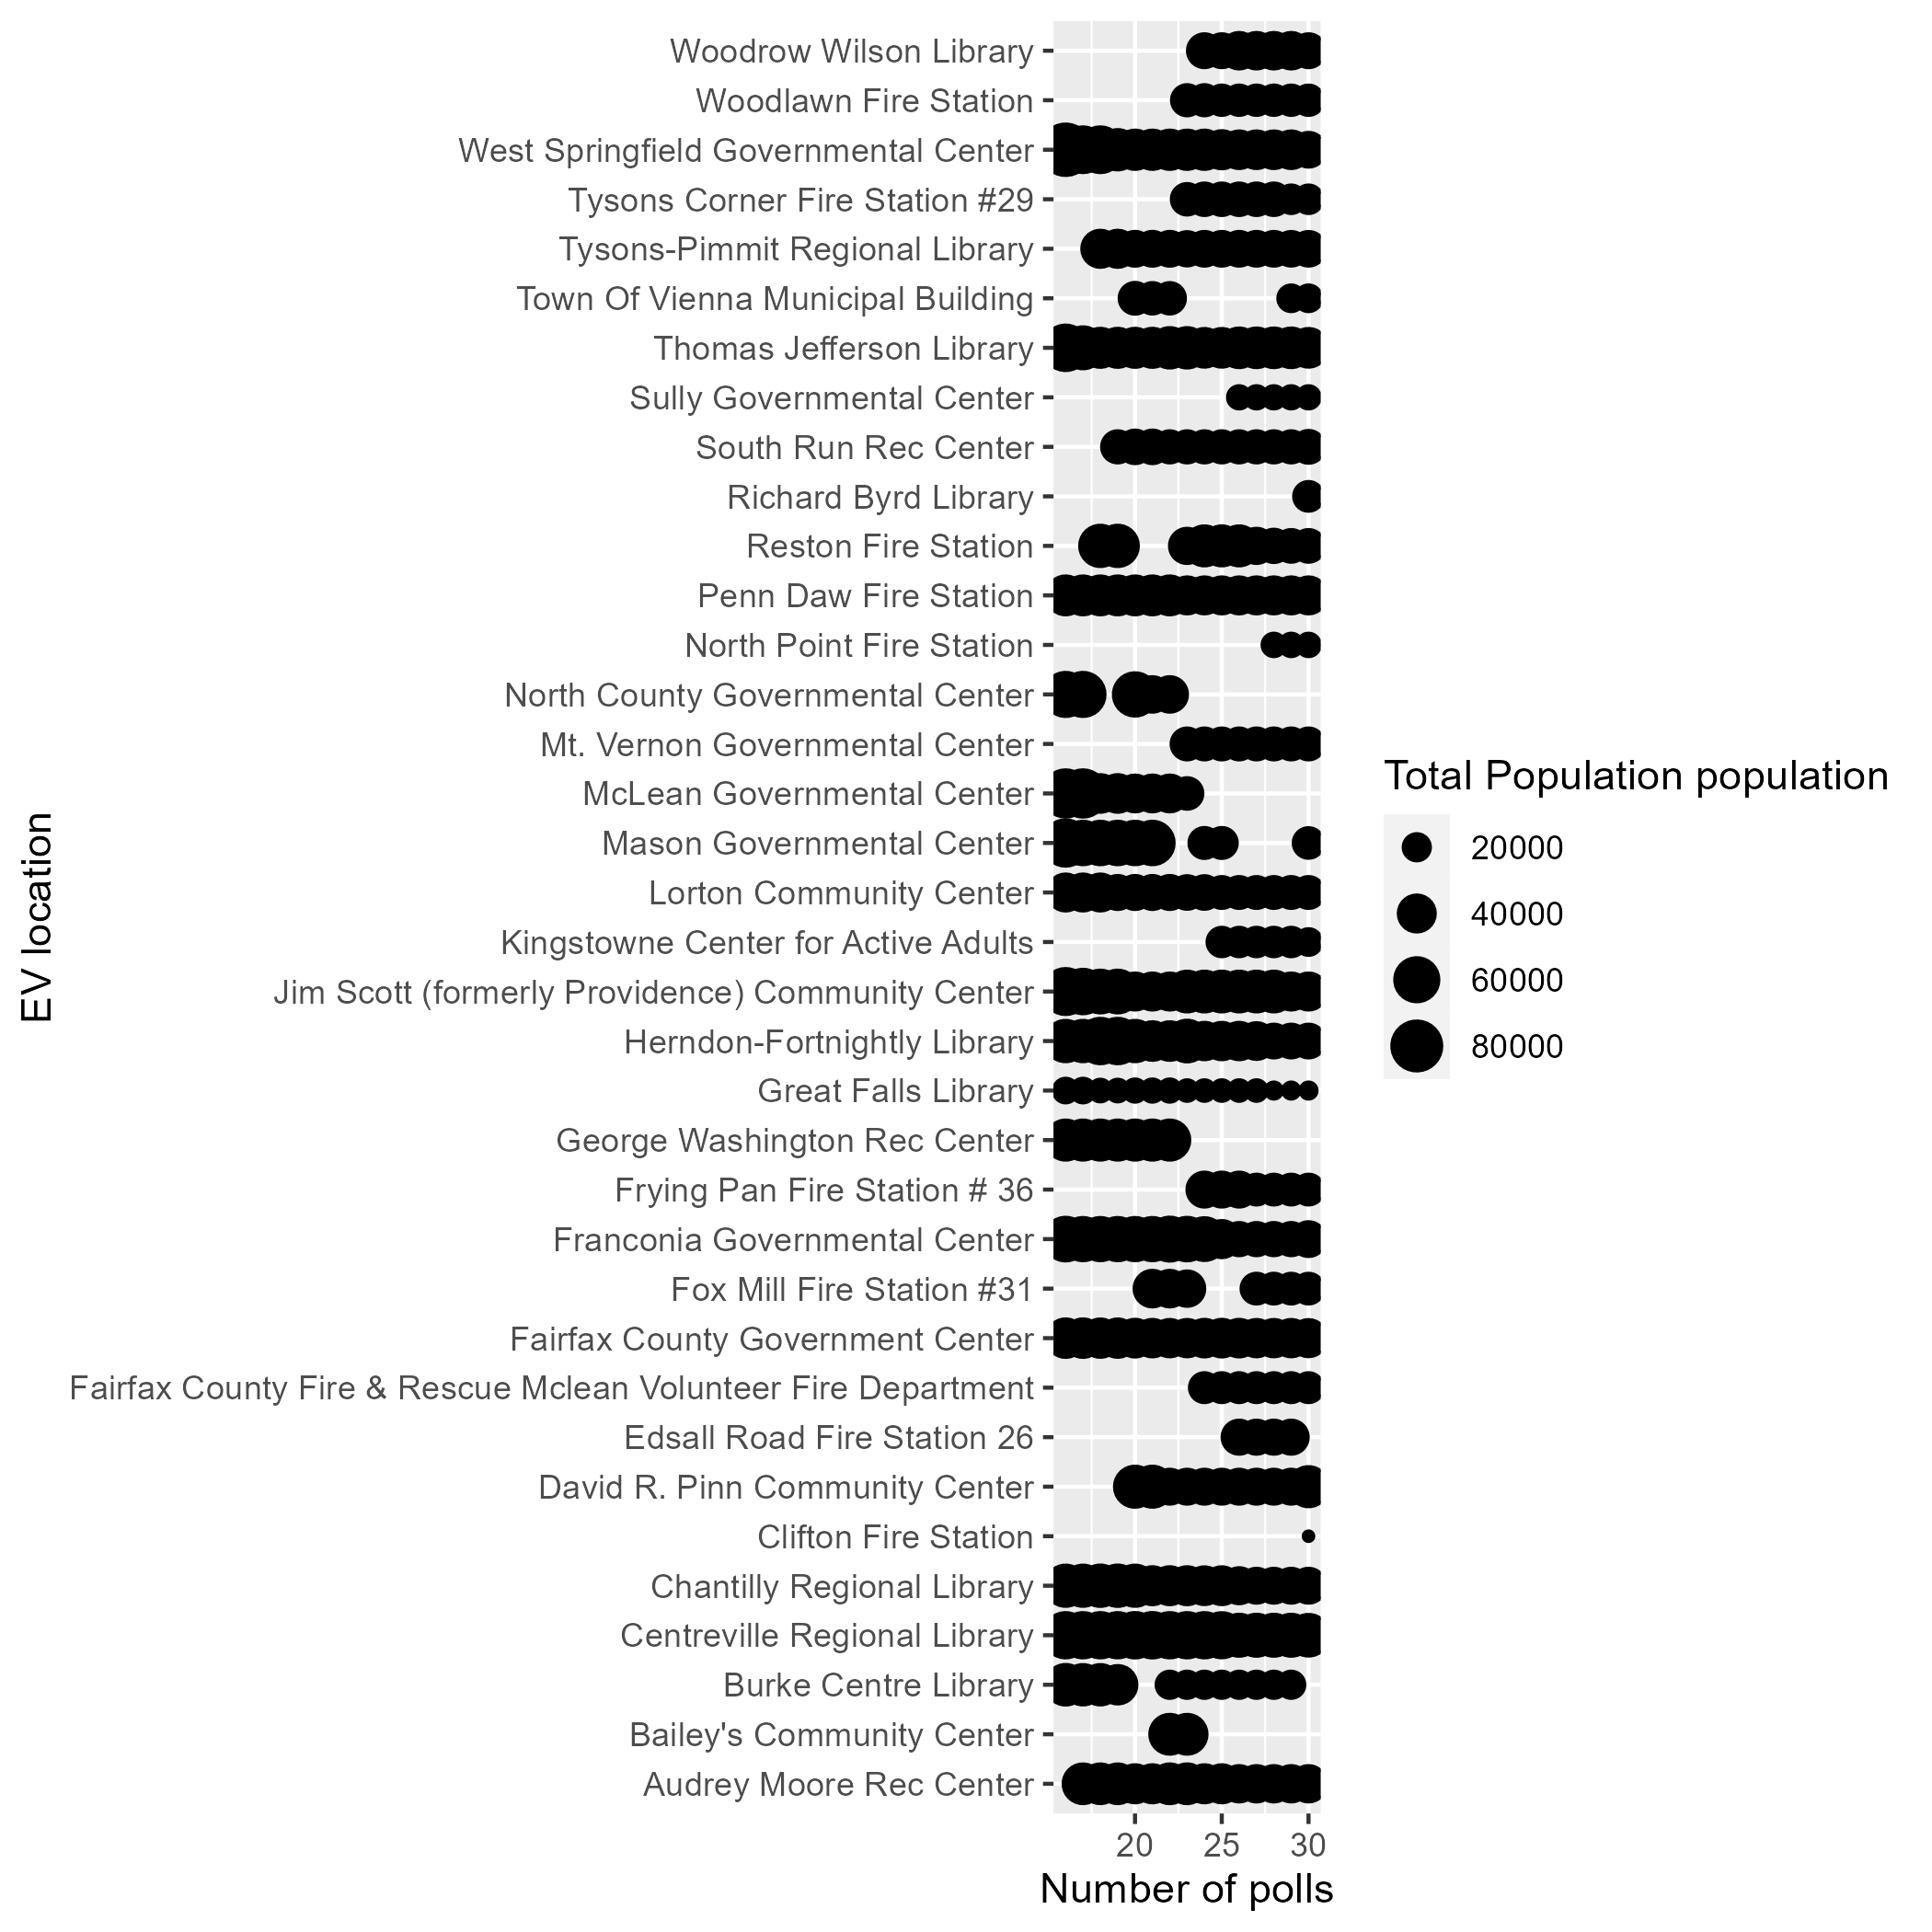 Woodrow Wilson Library
Woodlawn Fire Station
West Springfield Governmental Center
Tysons Corner Fire Station #29
Tysons-Pimmit Regional Library
Town Of Vienna Municipal Building
Thomas Jefferson Library
Sully Governmental Center
South Run Rec Center
Richard Byrd Library
Reston Fire Station
Penn Daw Fire Station
North Point Fire Station
North County Governmental Center
Mt. Vernon Governmental Center
McLean Governmental Center
Mason Governmental Center
Lorton Community Center
Kingstowne Center for Active Adults
Jim Scott (formerly Providence) Community Center
Herndon-Fortnightly Library
Great Falls Library
George Washington Rec Center
Frying Pan Fire Station # 36
Franconia Governmental Center
Fox Mill Fire Station #31
Fairfax County Government Center
Fairfax County Fire & Rescue Mclean Volunteer Fire Department
Edsall Road Fire Station 26
David R. Pinn Community Center
Clifton Fire Station
Chantilly Regional Library
Centreville Regional Library
Burke Centre Library
Bailey's Community Center
Audrey Moore Rec Center
EV location
20 25 30
Number of polls
Total Population population
20000
40000
60000
80000